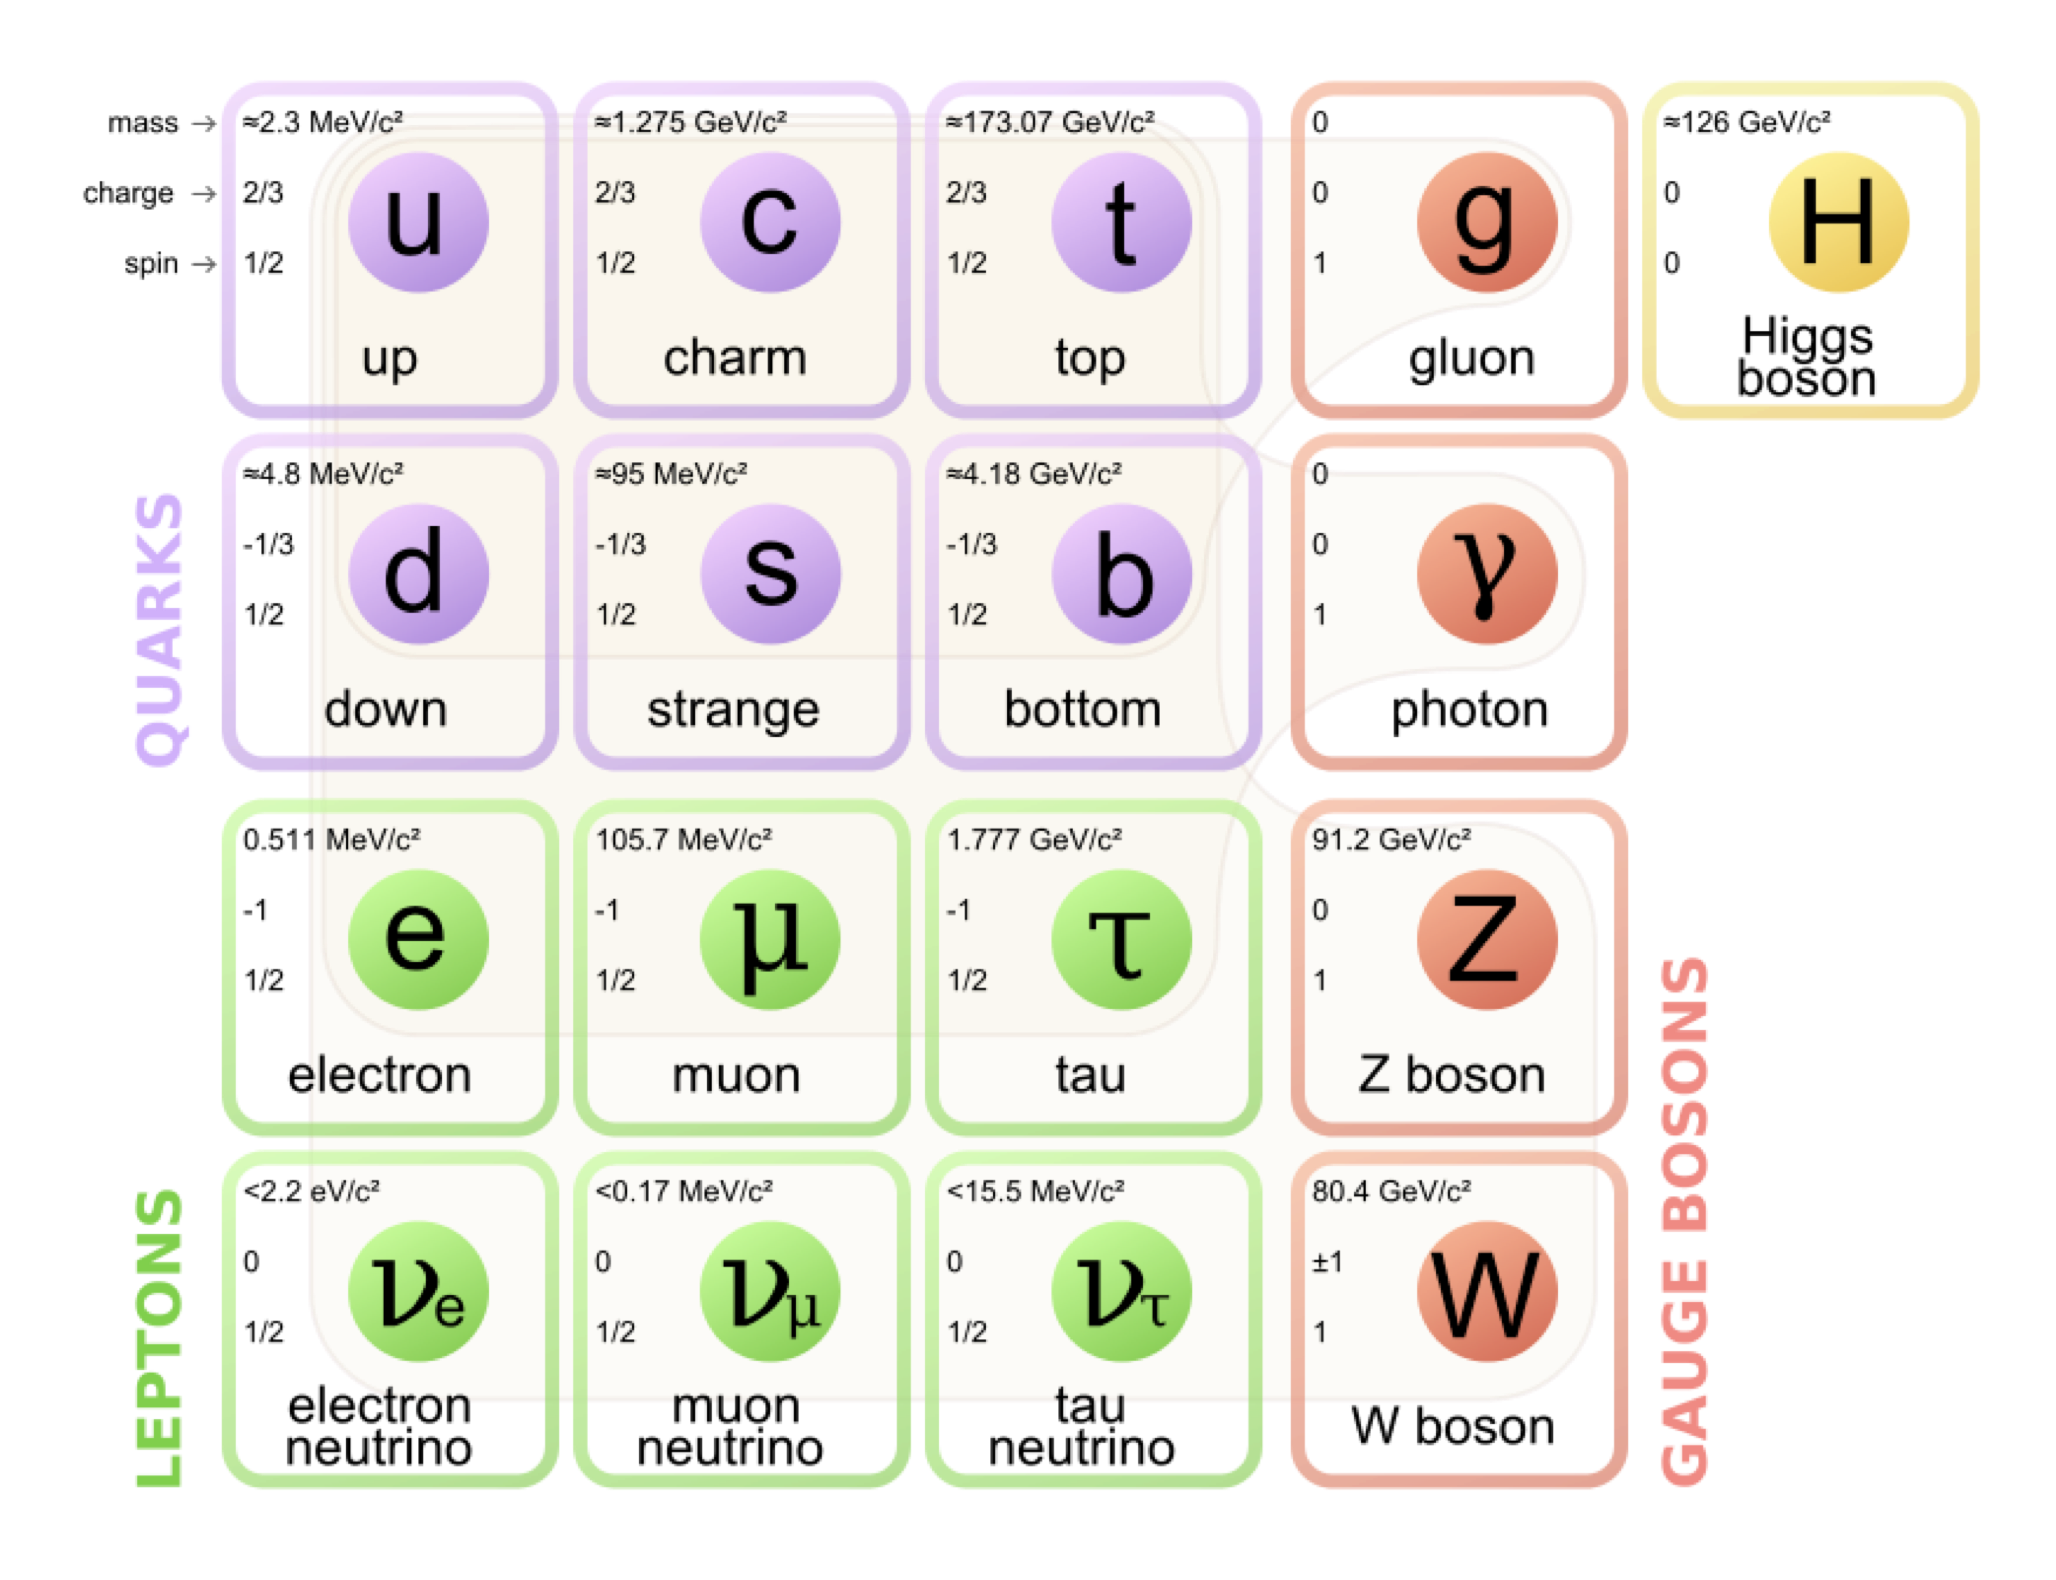 mass →
charge →
spin →
≈2.3 MeV/c²
2/3
1/2
u
up
≈1.275 GeV/c²
2/3
1/2
c
charm
≈173.07 GeV/c²
2/3
1/2
t
top
0
0
1
g
gluon
≈126 GeV/c²
0
0
H
Higgs
boson
QUARKS
≈4.8 MeV/c²
-1/3
1/2
d
down
≈95 MeV/c²
-1/3
1/2
s
strange
≈4.18 GeV/c²
-1/3
1/2
b
bottom
0
0
1
γ
photon
0.511 MeV/c²
-1
1/2
e
electron
105.7 MeV/c²
-1
1/2
μ
muon
1.777 GeV/c²
-1
1/2
τ
tau
91.2 GeV/c²
0
1
Z
Z boson
LEPTONS
<2.2 eV/c²
0
1/2
νe
electron
neutrino
<0.17 MeV/c²
0
1/2
νμ
muon
neutrino
<15.5 MeV/c²
0
1/2
ντ
tau
neutrino
80.4 GeV/c²
±1
1
W
W boson
GAUGE BOSONS